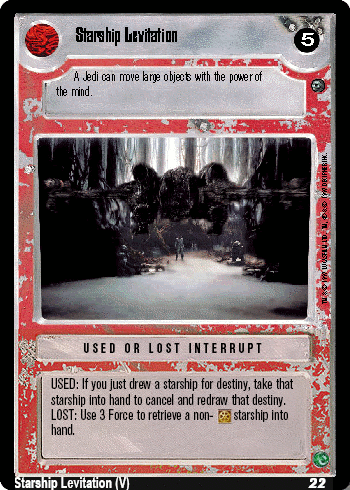 Starship Levitation
5
A Jedi can move large objects with the power of
the mind.
USED OR LOST INTERRUPT
USED: If you just drew a starship for destiny, take that
starship into hand to cancel and redraw that destiny.
LOST: Use 3 Force to retrieve a non- starship into
hand.
Starship Levitation (V)
22